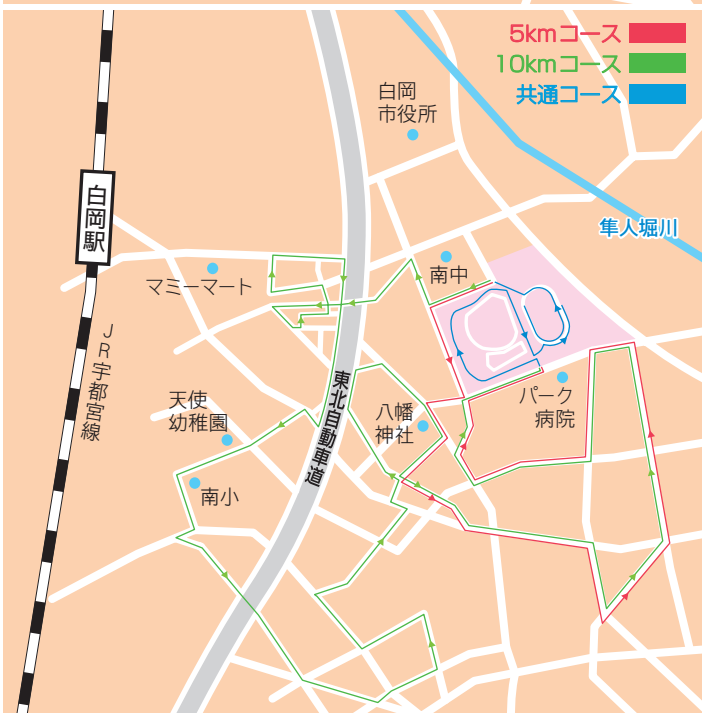 5kmコース
10kmコース
共通コース
白岡
市役所
隼人堀川
白岡駅
南中
マミーマート
JR宇都宮線
東北自動車道
天使
幼稚園
八幡
神社
パーク
病院
南小